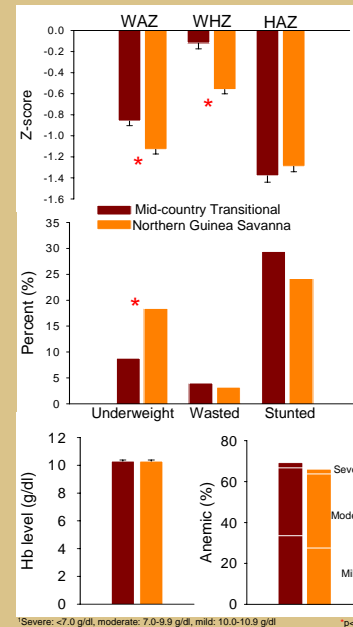 WAZ WHZ HAZ
0.0
-0.2
-0.4
-0.6
-0.8
-1.0
-1.2
-1.4
-1.6
Z-score
*
*
Mid-country Transitional
Northern Guinea Savanna
35
30
25
20
15
10
5
0
Percent (%)
*
Underweight Wasted Stunted
12
10
8
6
4
2
0
Hb level (g/dl)
80
60
40
20
0
Anemic (%)
Seve
Mode
Mi
¹Severe: <7.0 g/dl, moderate: 7.0-9.9 g/dl, mild: 10.0-10.9 g/dl
*p<